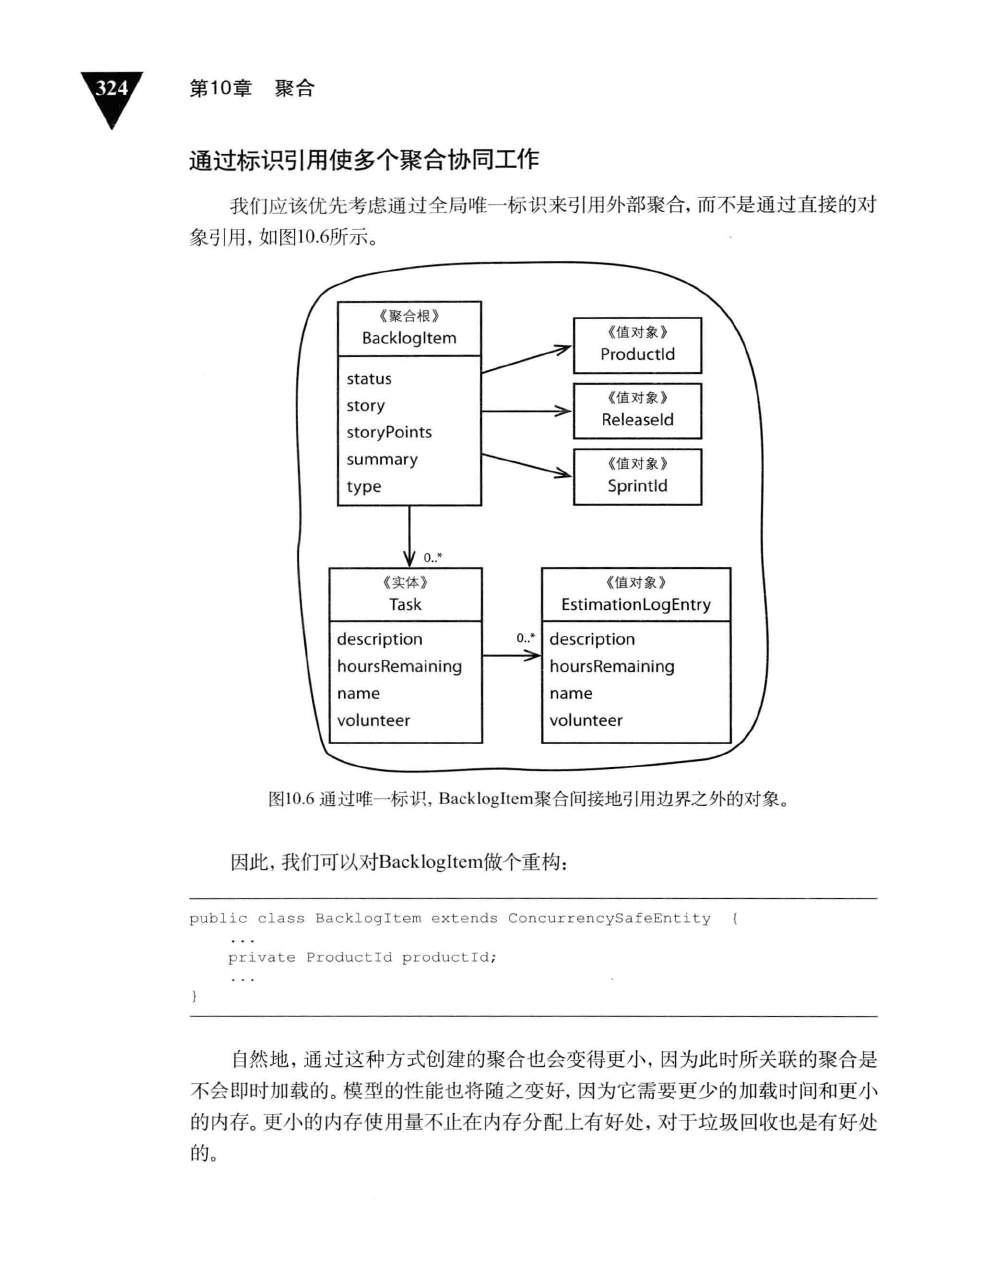 324
第10章 聚合
通过标识引用使多个聚合协同工作
我们应该优先考虑通过全局唯一标识来引用外部聚合,而不是通过直接的对
象引用,如图10.6所示。
《聚合根》
BacklogItem
status
story
storyPoints
summary
type
《值对象》
ProductId
《值对象》
ReleaseId
《值对象》
SprintId
0..*
《实体》
Task
description
hoursRemaining
name
volunteer
0..*
《值对象》
EstimationLogEntry
description
hoursRemaining
name
volunteer
图10.6 通过唯一标识,BacklogItem聚合间接地引用边界之外的对象。
因此,我们可以对BacklogItem做个重构:
public class BacklogItem extends ConcurrencySafeEntity {
...
private ProductId productId;
...
}
自然地,通过这种方式创建的聚合也会变得更小,因为此时所关联的聚合是
不会即时加载的。模型的性能也将随之变好,因为它需要更少的加载时间和更小
的内存。更小的内存使用量不止在内存分配上有好处,对于垃圾回收也是有好处
的。